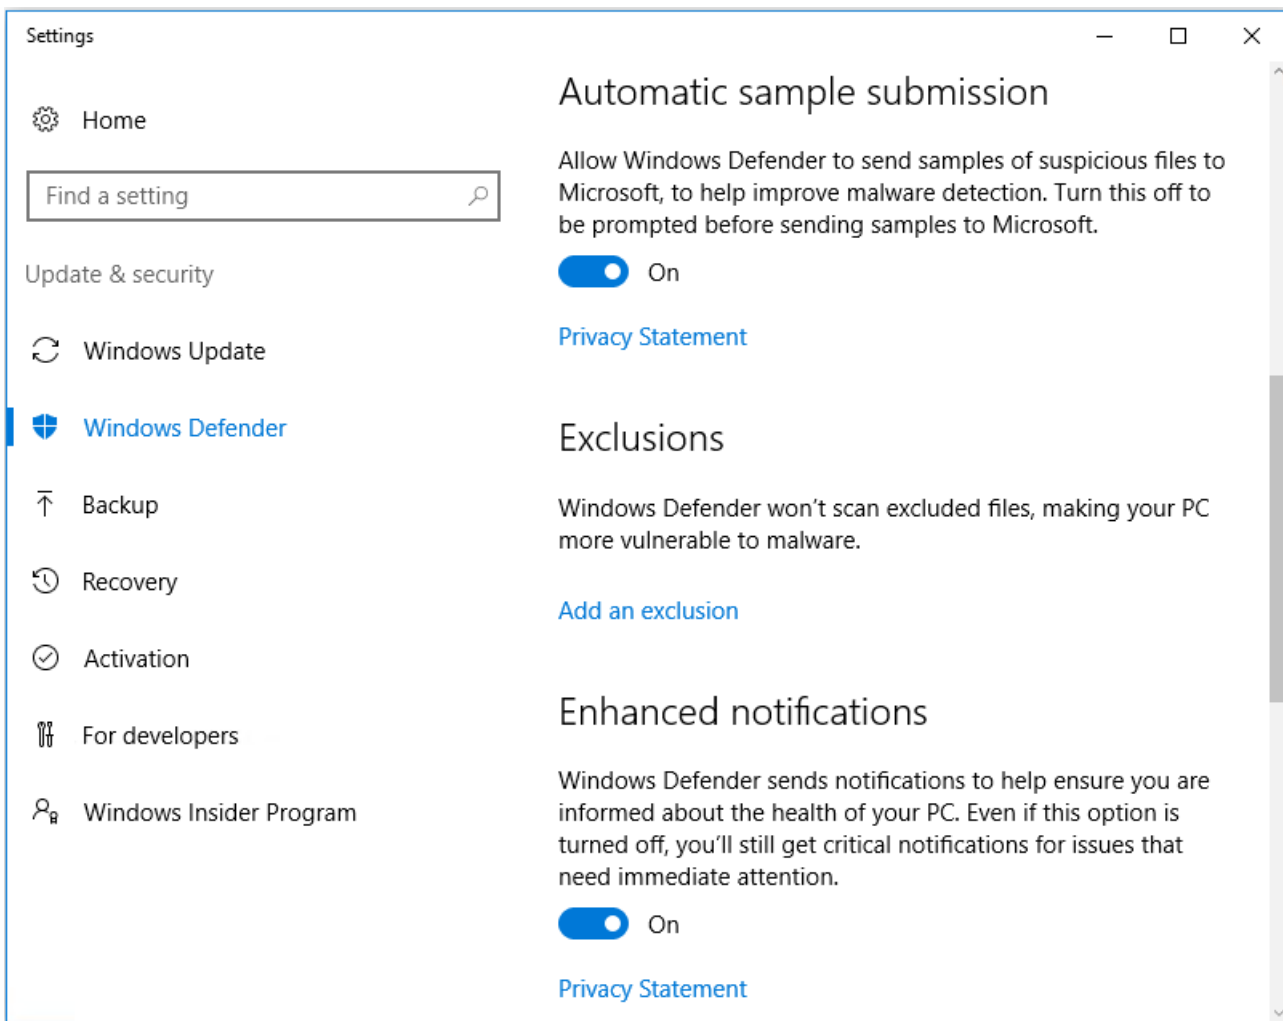 Settings
Home
Find a setting
Update & security
Windows Update
Windows Defender
Backup
Recovery
Activation
For developers
Windows Insider Program
Automatic sample submission
Allow Windows Defender to send samples of suspicious files to
Microsoft, to help improve malware detection. Turn this off to
be prompted before sending samples to Microsoft.
On
Privacy Statement
Exclusions
Windows Defender won’t scan excluded files, making your PC
more vulnerable to malware.
Add an exclusion
Enhanced notifications
Windows Defender sends notifications to help ensure you are
informed about the health of your PC. Even if this option is
turned off, you’ll still get critical notifications for issues that
need immediate attention.
On
Privacy Statement